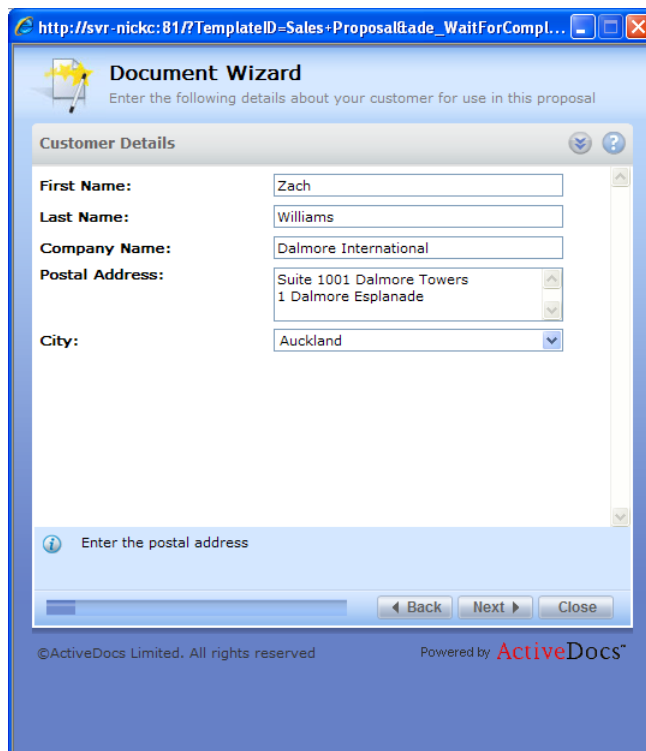 http://svr-nickc:81/?TemplateID=Sales+Proposal&ade_WaitForCompl...
Document Wizard
Enter the following details about your customer for use in this proposal
Customer Details
First Name: Zach
Last Name: Williams
Company Name: Dalmore International
Postal Address: Suite 1001 Dalmore Towers
1 Dalmore Esplanade
City: Auckland
Enter the postal address
Back Next Close
©ActiveDocs Limited. All rights reserved Powered by ActiveDocs™